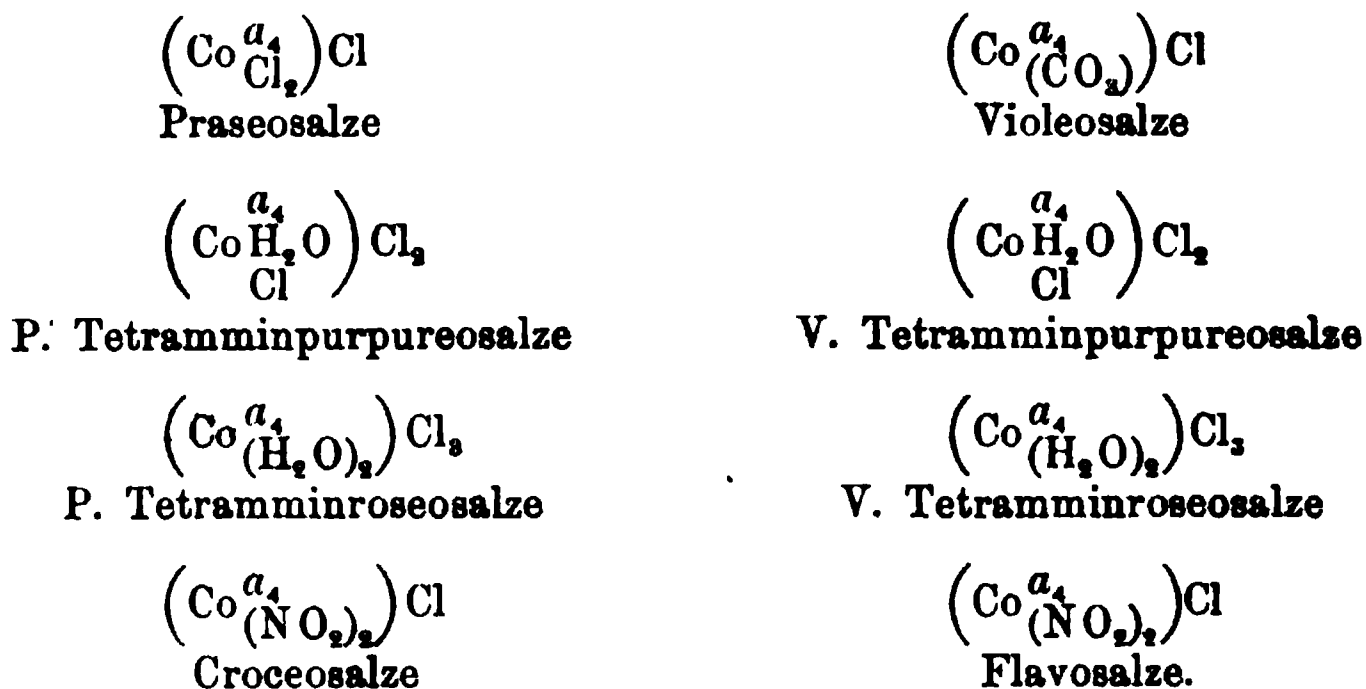 (Co a₄ Cl₂) Cl (Co a₄ (CO₃)) Cl
Praseosalze Violeosalze
(Co a₄ H₂O Cl) Cl₂ (Co a₄ H₂O Cl) Cl₂
P. Tetramminpurpureosalze V. Tetramminpurpureosalze
(Co a₄ (H₂O)₂) Cl₃ (Co a₄ (H₂O)₂) Cl₃
P. Tetramminroseosalze V. Tetramminroseosalze
(Co a₄ (NO₂)₂) Cl (Co a₄ (NO₂)₂) Cl
Croceosalze Flavosalze.